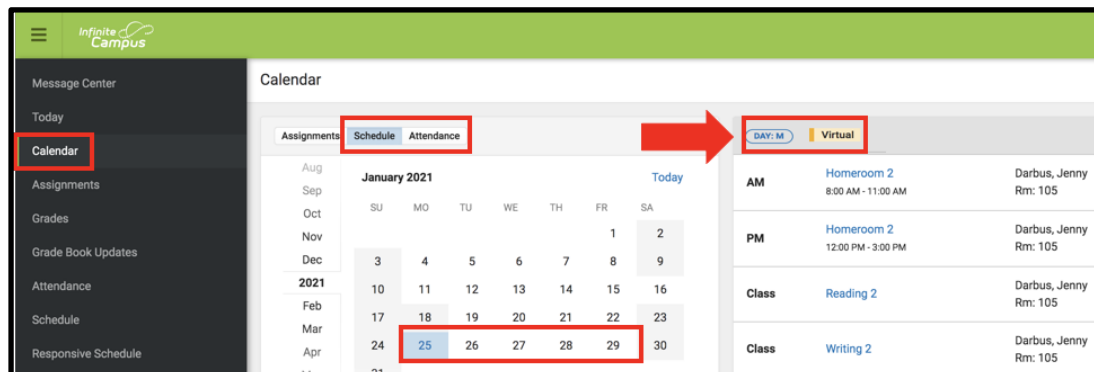 Infinite
Campus
Message Center
Today
Calendar
Assignments
Grades
Grade Book Updates
Attendance
Schedule
Responsive Schedule
Calendar
Assignments Schedule Attendance
Aug
Sep
Oct
Nov
Dec
2021
Feb
Mar
Apr
January 2021 Today
SU MO TU WE TH FR SA
1 2
3 4 5 6 7 8 9
10 11 12 13 14 15 16
17 18 19 20 21 22 23
24 25 26 27 28 29 30
31
DAY: M Virtual
AM Homeroom 2 Darbus, Jenny
8:00 AM - 11:00 AM Rm: 105
PM Homeroom 2 Darbus, Jenny
12:00 PM - 3:00 PM Rm: 105
Class Reading 2 Darbus, Jenny
Rm: 105
Class Writing 2 Darbus, Jenny
Rm: 105